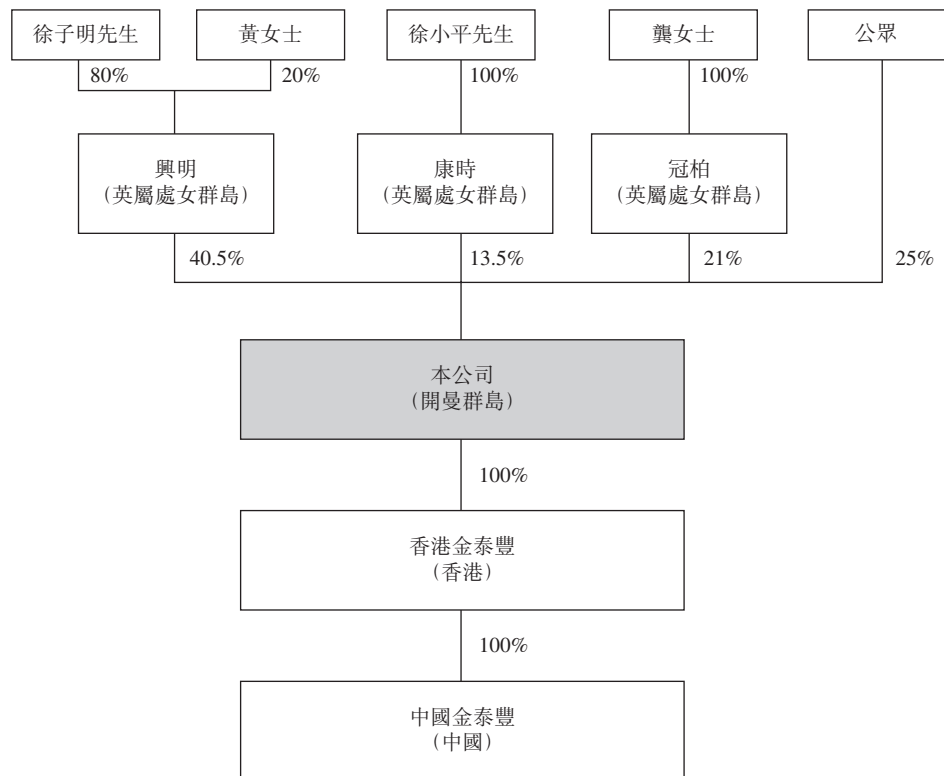 徐子明先生
黃女士
徐小平先生
龔女士
公眾
80%
20%
100%
100%
興明
(英屬處女群島)
康時
(英屬處女群島)
冠柏
(英屬處女群島)
40.5%
13.5%
21%
25%
本公司
(開曼群島)
100%
香港金泰豐
(香港)
100%
中國金泰豐
(中國)